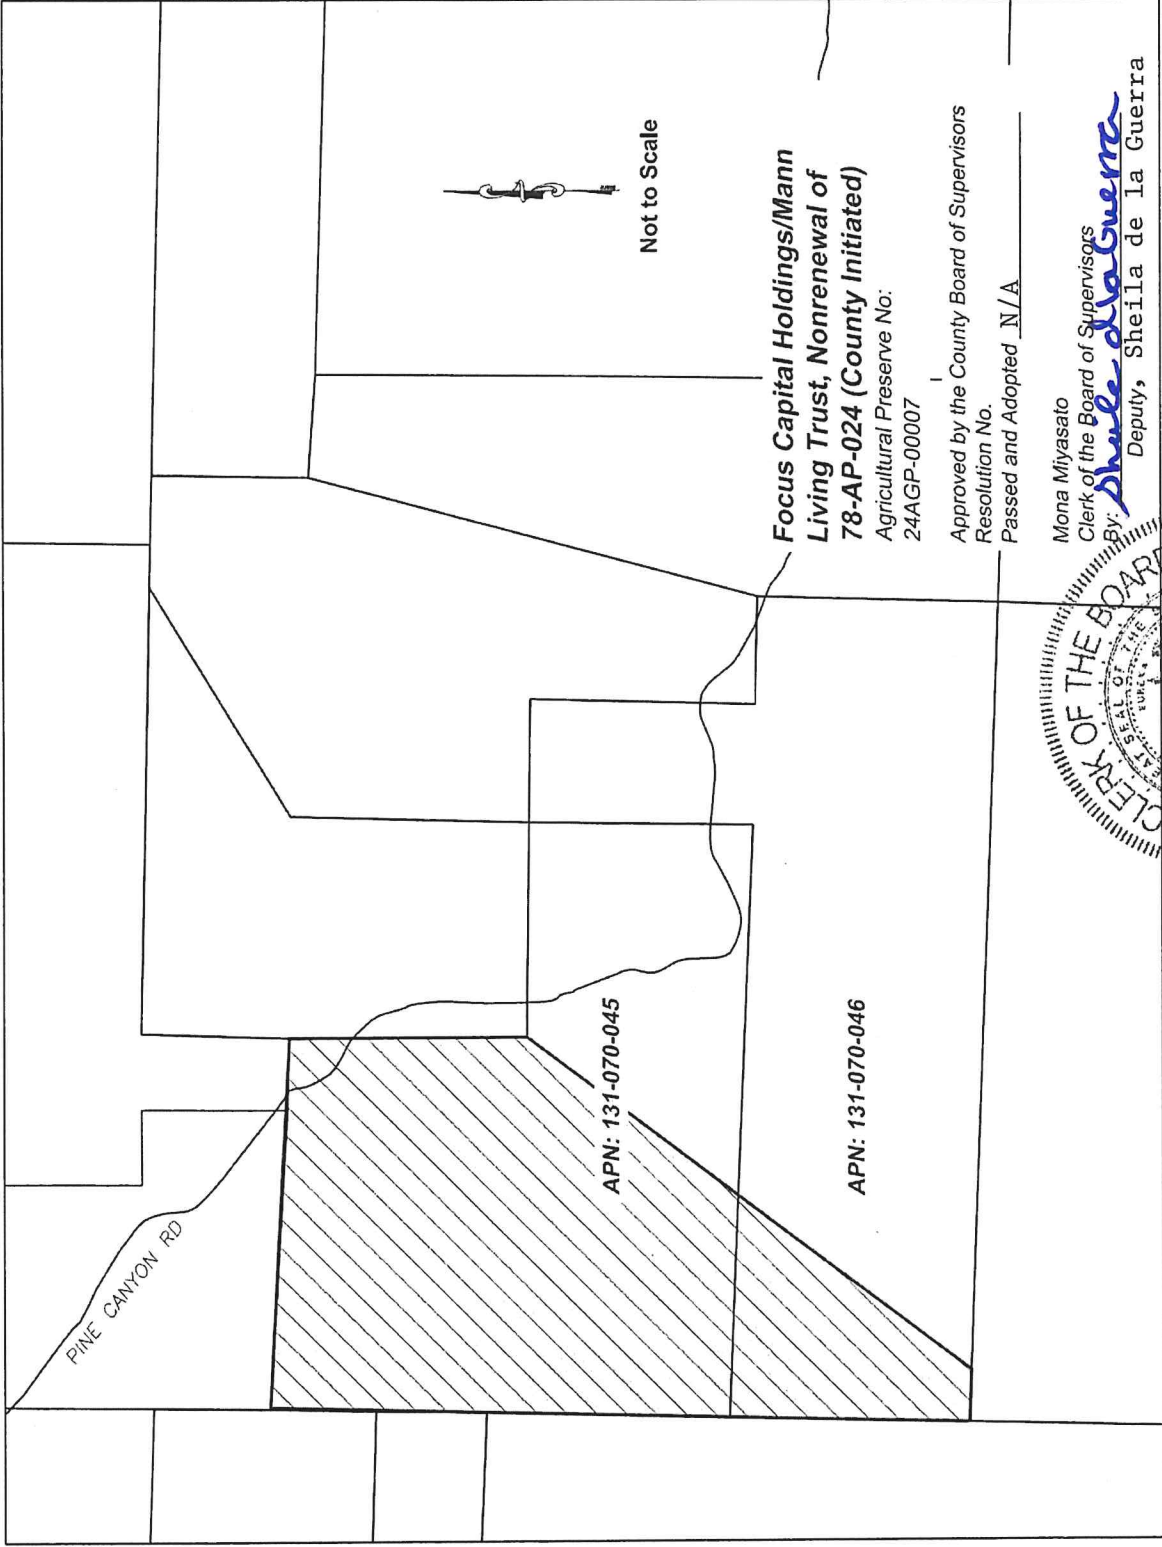 PINE CANYON RD
APN: 131-070-045
APN: 131-070-046
Not to Scale
Focus Capital Holdings/Mann
Living Trust, Nonrenewal of
78-AP-024 (County Initiated)
Agricultural Preserve No:
24AGP-00007
Approved by the County Board of Supervisors
Resolution No.
Passed and Adopted N/A
Mona Miyasato
Clerk of the Board of Supervisors
By: Sheila de la Guerra
Deputy, Sheila de la Guerra
CLERK OF THE BOARD
SEAL OF THE